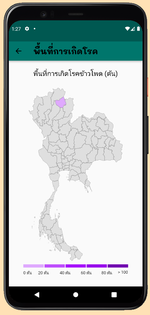 1:27
พื้นที่การเกิดโรค
พื้นที่การเกิดโรคข้าวโพด (ตัน)
0 ตัน 20 ตัน 40 ตัน 60 ตัน 80 ตัน > 100